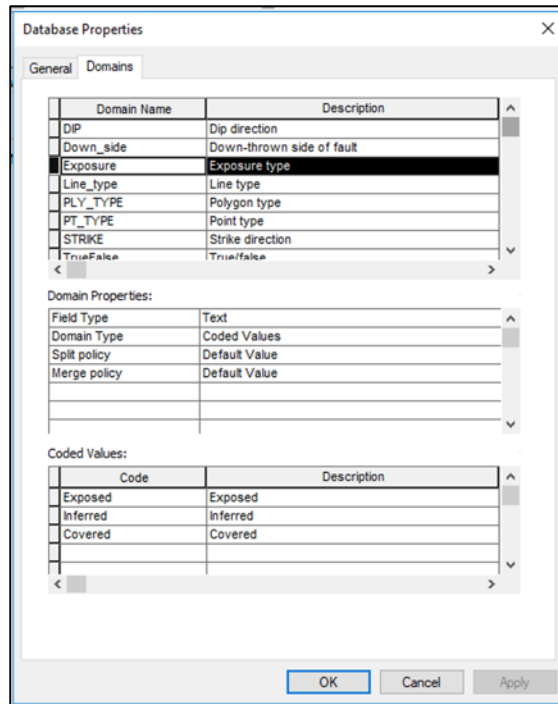 Database Properties
General Domains
Domain Name Description
DIP Dip direction
Down_side Down-thrown side of fault
Exposure Exposure type
Line_type Line type
PLY_TYPE Polygon type
PT_TYPE Point type
STRIKE Strike direction
TrueFalse True/false
Domain Properties:
Field Type Text
Domain Type Coded Values
Split policy Default Value
Merge policy Default Value
Coded Values:
Code Description
Exposed Exposed
Inferred Inferred
Covered Covered
OK Cancel Apply